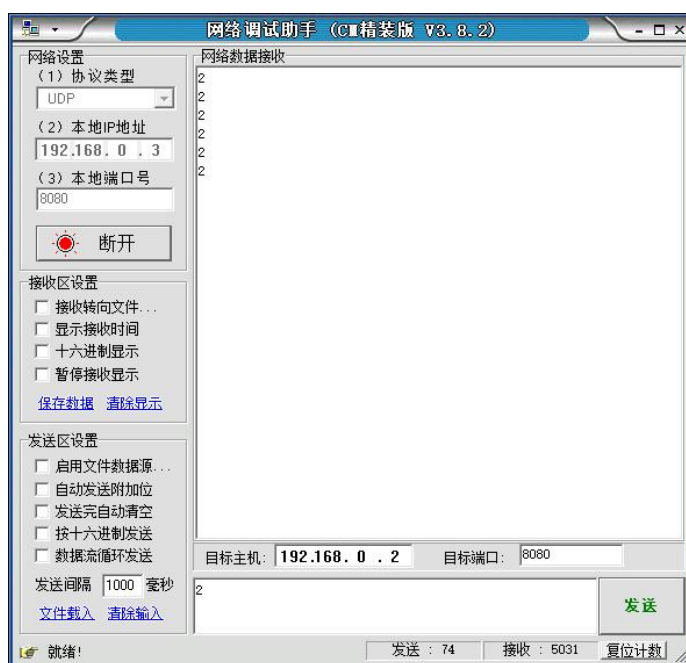 网络调试助手 (CⅢ精装版 V3.8.2)
网络设置
(1) 协议类型
UDP
(2) 本地IP地址
192.168. 0 . 3
(3) 本地端口号
8080
断开
接收区设置
接收转向文件...
显示接收时间
十六进制显示
暂停接收显示
保存数据 清除显示
发送区设置
启用文件数据源...
自动发送附加位
发送完自动清空
按十六进制发送
数据流循环发送
发送间隔 1000 毫秒
文件载入 清除输入
网络数据接收
2
2
2
2
2
2
目标主机: 192.168. 0 . 2 目标端口: 8080
2
发送
就绪!
发送 : 74 接收 : 5031 复位计数